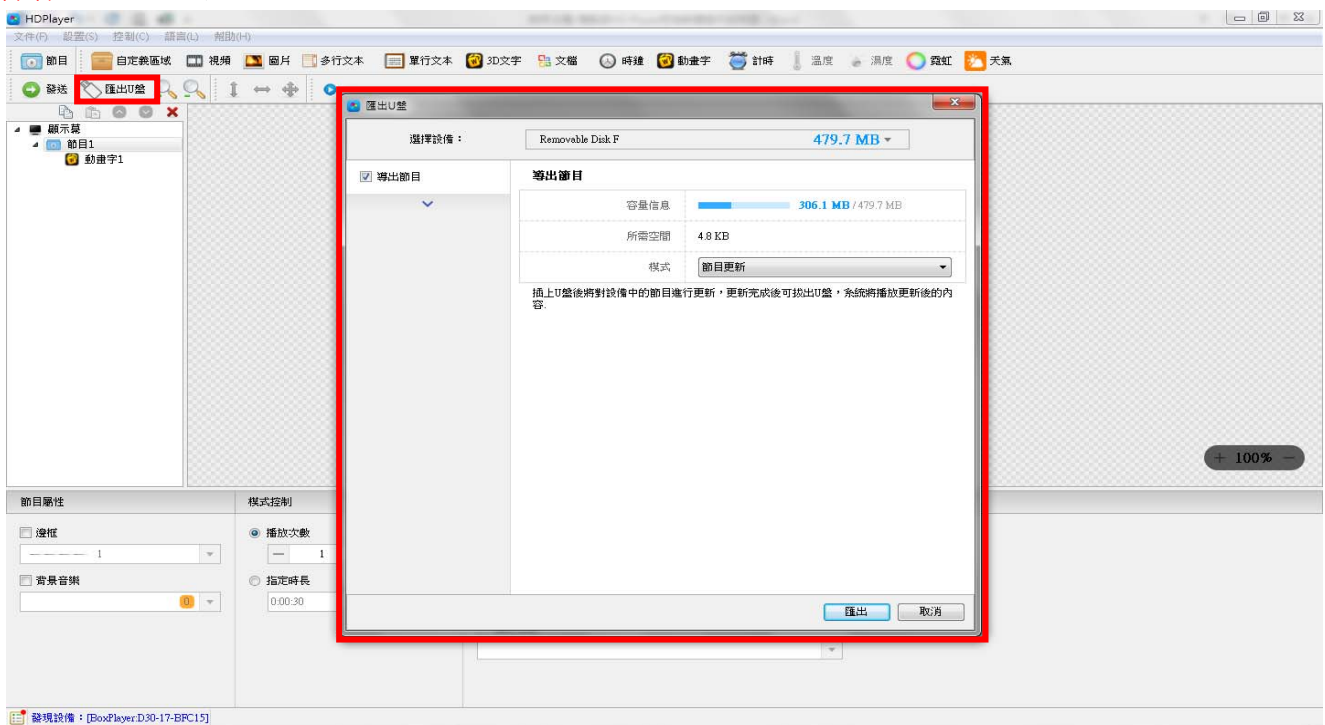 HDPlayer
文件(F) 設置(S) 控制(C) 語言(L) 幫助(H)
節目 自定義區域 視頻 圖片 多行文本 單行文本 3D文字 文檔 時鐘 動畫字 計時 溫度 濕度 霓虹 天氣
發送 匯出U盤
顯示幕
節目1
動畫字1
匯出U盤
選擇設備：
Removable Disk F 479.7 MB
導出節目
導出節目
容量信息 306.1 MB / 479.7 MB
所需空間 4.8 KB
模式 節目更新
插上U盤後將對設備中的節目進行更新，更新完成後可拔出U盤，系統將播放更新後的內
容.
匯出 取消
+ 100% −
節目屬性 模式控制
邊框
1
背景音樂
0
播放次數
— 1
指定時長
0:00:30
發現設備：[BoxPlayer:D30-17-BFC15]